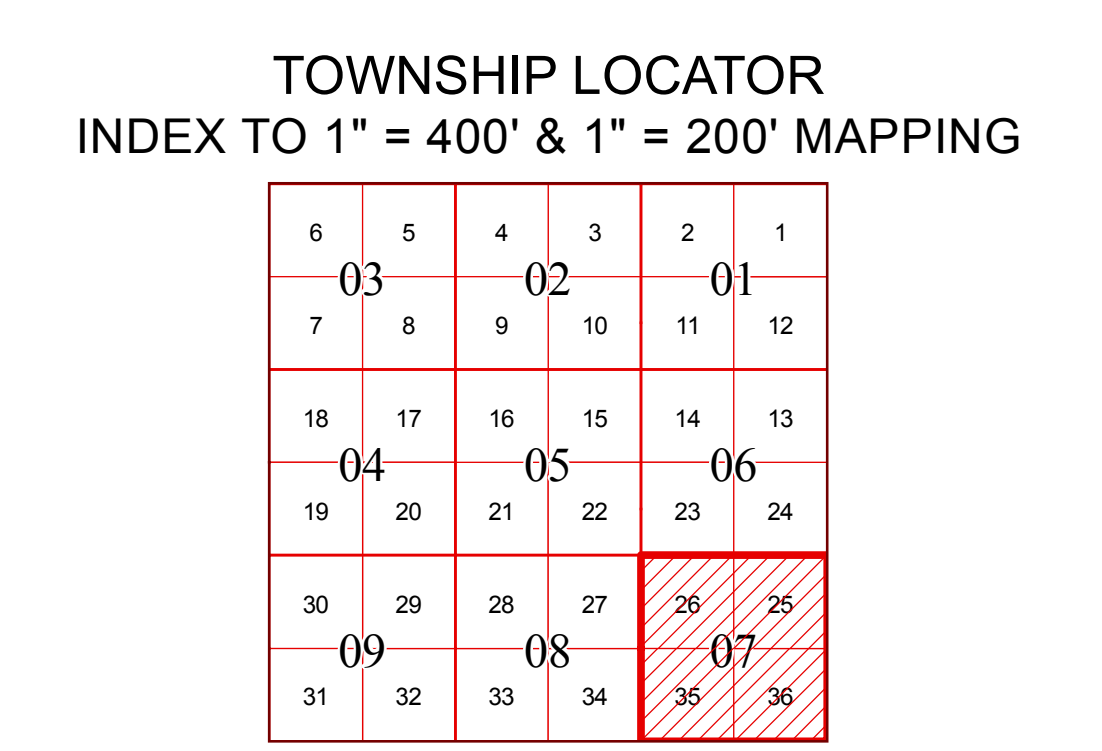 TOWNSHIP LOCATOR
INDEX TO 1" = 400' & 1" = 200' MAPPING
6 5 4 3 2 1
03 02 01
7 8 9 10 11 12
18 17 16 15 14 13
04 05 06
19 20 21 22 23 24
30 29 28 27 26 25
09 08 07
31 32 33 34 35 36